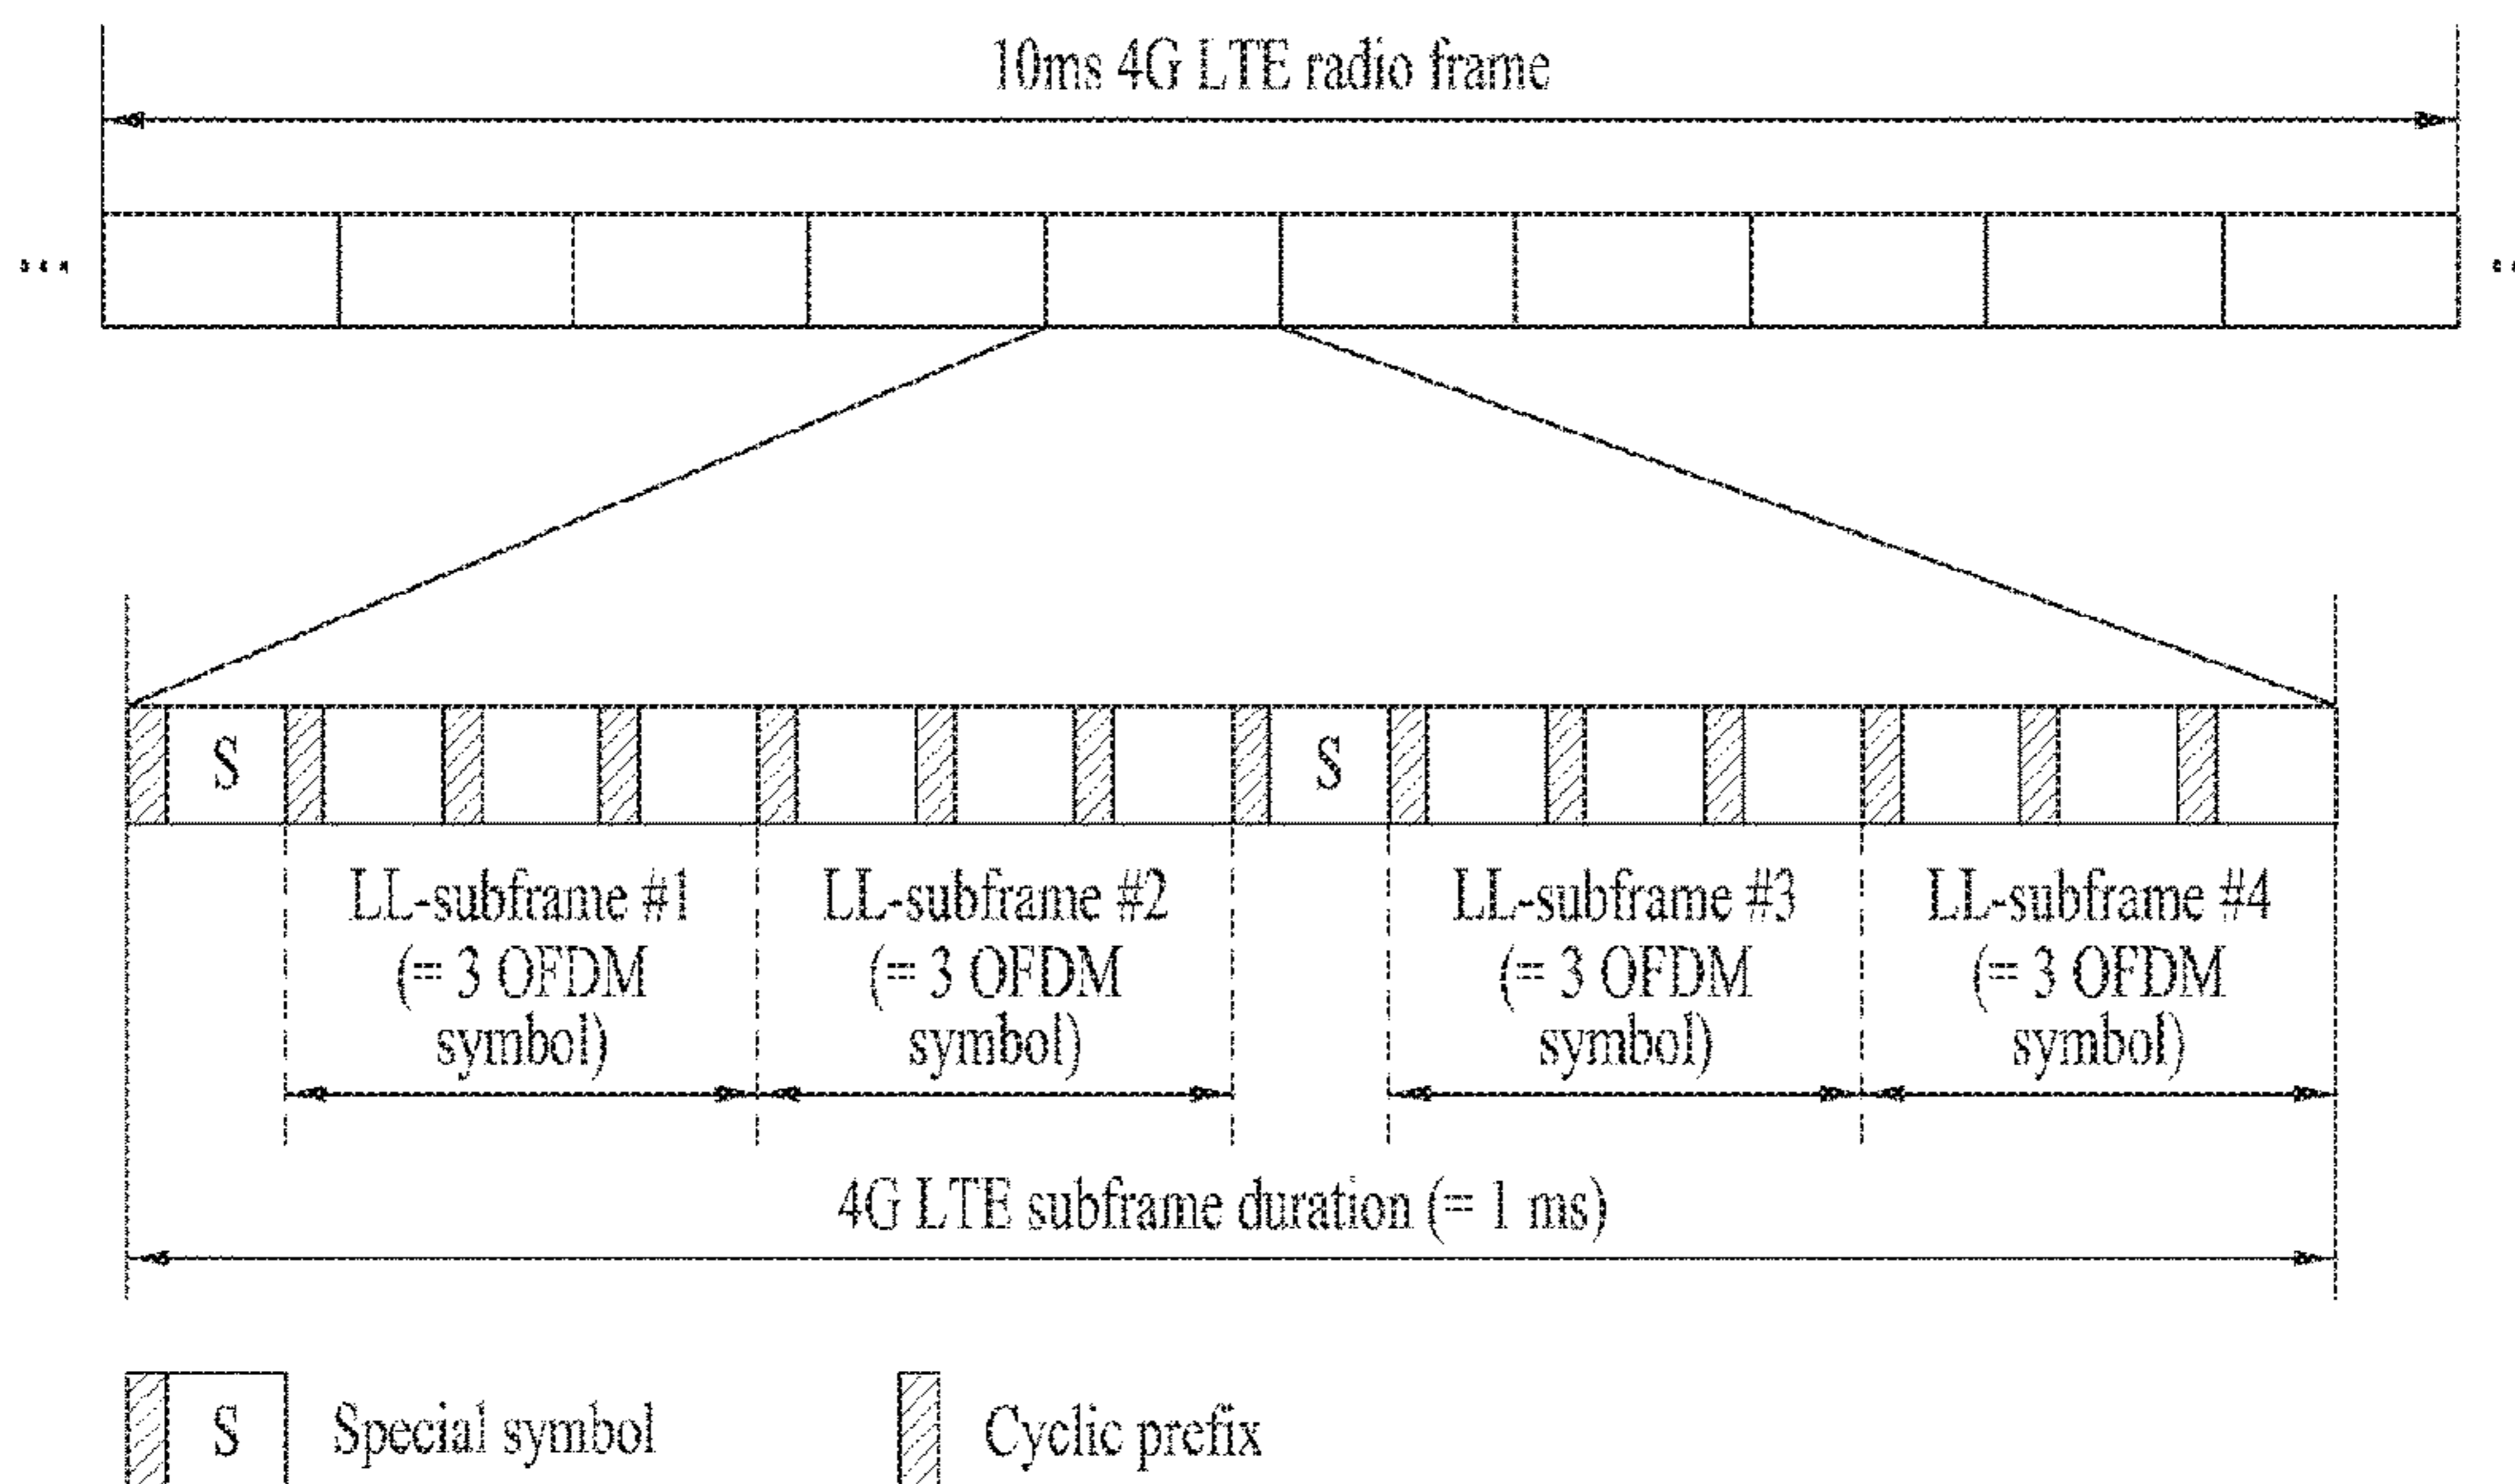 10ms 4G LTE radio frame
S
S
LL-subframe #1
(= 3 OFDM
symbol)
LL-subframe #2
(= 3 OFDM
symbol)
LL-subframe #3
(= 3 OFDM
symbol)
LL-subframe #4
(= 3 OFDM
symbol)
4G LTE subframe duration (= 1 ms)
S
Special symbol
Cyclic prefix